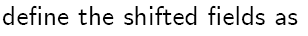 define the shifted fields as